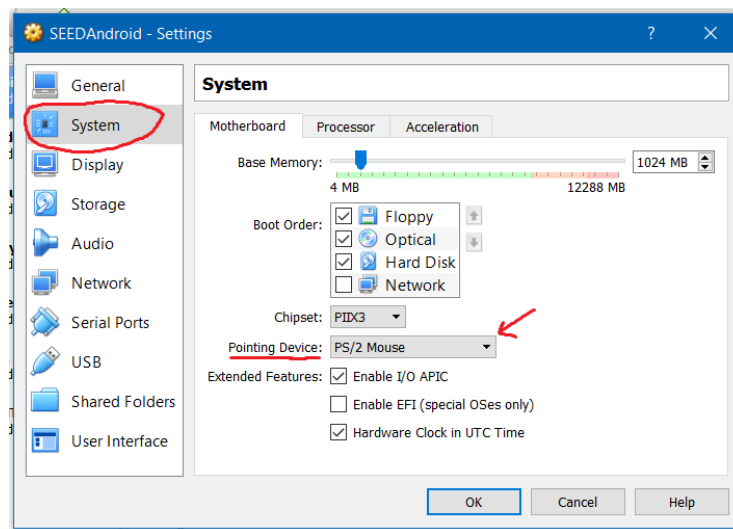 SEEDAndroid - Settings
General
System
Display
Storage
Audio
Network
Serial Ports
USB
Shared Folders
User Interface
System
Motherboard Processor Acceleration
Base Memory: 1024 MB
4 MB 12288 MB
Boot Order: Floppy
Optical
Hard Disk
Network
Chipset: PIIX3
Pointing Device: PS/2 Mouse
Extended Features: Enable I/O APIC
Enable EFI (special OSes only)
Hardware Clock in UTC Time
OK Cancel Help